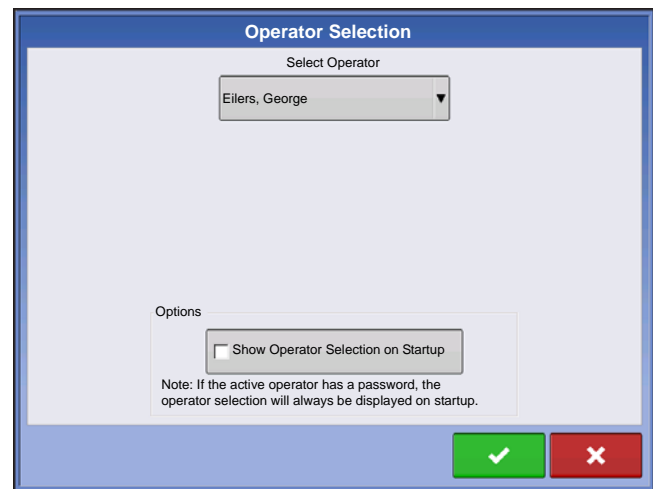 Operator Selection
Select Operator
Eilers, George
Options
Show Operator Selection on Startup
Note: If the active operator has a password, the
operator selection will always be displayed on startup.